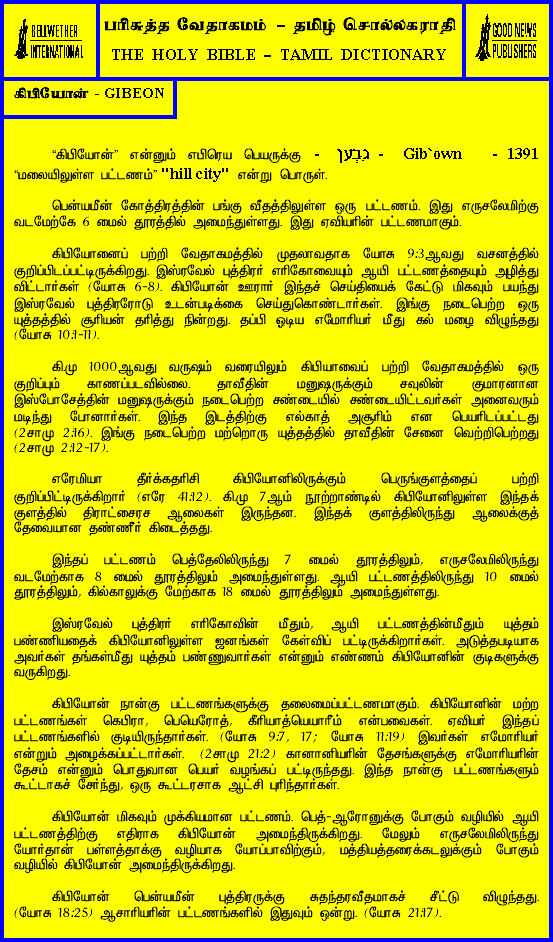 BELLWETHER
INTERNATIONAL
பரிசுத்த வேதாகமம் – தமிழ் சொல்லகராதி
THE HOLY BIBLE – TAMIL DICTIONARY
GOOD NEWS
PUBLISHERS
கிபியோன் - GIBEON
“கிபியோன்” என்னும் எபிரெய பெயருக்கு - גִּבְעוֹן - Gib`own - 1391
“மலையிலுள்ள பட்டணம்” "hill city" என்று பொருள்.
பென்யமீன் கோத்திரத்தின் பங்கு வீதத்திலுள்ள ஒரு பட்டணம். இது எருசலேமிற்கு
வடமேற்கே 6 மைல் தூரத்தில் அமைந்துள்ளது. இது ஏவியரின் பட்டணமாகும்.
கிபியோனைப் பற்றி வேதாகமத்தில் முதலாவதாக யோசு 9:3ஆவது வசனத்தில்
குறிப்பிடப்பட்டிருக்கிறது. இஸ்ரவேல் புத்திரர் எரிகோவையும் ஆயி பட்டணத்தையும் அழித்து
விட்டார்கள் (யோசு 6-8). கிபியோன் ஊரார் இந்தச் செய்தியைக் கேட்டு மிகவும் பயந்து
இஸ்ரவேல் புத்திரரோடு உடன்படிக்கை செய்துகொண்டார்கள். இங்கு நடைபெற்ற ஒரு
யுத்தத்தில் சூரியன் தரித்து நின்றது. தப்பி ஓடிய எமோரியர் மீது கல் மழை விழுந்தது
(யோசு 10:1-11).
கி.மு 1000ஆவது வருஷம் வரையிலும் கிபியாவைப் பற்றி வேதாகமத்தில் ஒரு
குறிப்பும் காணப்படவில்லை. தாவீதின் மனுஷருக்கும் சவுலின் குமாரனான
இஸ்போசேத்தின் மனுஷருக்கும் நடைபெற்ற சண்டையில் சண்டையிட்டவர்கள் அனைவரும்
மடிந்து போனார்கள். இந்த இடத்திற்கு எல்காத் அசூரிம் என பெயரிடப்பட்டது
(2சாமு 2:16). இங்கு நடைபெற்ற மற்றொரு யுத்தத்தில் தாவீதின் சேனை வெற்றிபெற்றது
(2சாமு 2:12-17).
எரேமியா தீர்க்கதரிசி கிபியோனிலிருக்கும் பெருங்குளத்தைப் பற்றி
குறிப்பிட்டிருக்கிறார் (எரே 41:12). கி.மு 7ஆம் நூற்றாண்டில் கிபியோனிலுள்ள இந்தக்
குளத்தில் திராட்சைரச ஆலைகள் இருந்தன. இந்தக் குளத்திலிருந்து ஆலைக்குத்
தேவையான தண்ணீர் கிடைத்தது.
இந்தப் பட்டணம் பெத்தேலிலிருந்து 7 மைல் தூரத்திலும், எருசலேமிலிருந்து
வடமேற்காக 8 மைல் தூரத்திலும் அமைந்துள்ளது. ஆயி பட்டணத்திலிருந்து 10 மைல்
தூரத்திலும், கில்காலுக்கு மேற்காக 18 மைல் தூரத்திலும் அமைந்துள்ளது.
இஸ்ரவேல் புத்திரர் எரிகோவின் மீதும், ஆயி பட்டணத்தின்மீதும் யுத்தம்
பண்ணியதைக் கிபியோனிலுள்ள ஜனங்கள் கேள்விப் பட்டிருக்கிறார்கள். அடுத்தபடியாக
அவர்கள் தங்கள்மீது யுத்தம் பண்ணுவார்கள் என்னும் எண்ணம் கிபியோனின் குடிகளுக்கு
வருகிறது.
கிபியோன் நான்கு பட்டணங்களுக்கு தலைமைப்பட்டணமாகும். கிபியோனின் மற்ற
பட்டணங்கள் கெபிரா, பெயெரோத், கீரியாத்யெயாரீம் என்பவைகள். ஏவியர் இந்தப்
பட்டணங்களில் குடியிருந்தார்கள். (யோசு 9:7, 17; யோசு 11:19) இவர்கள் எமோரியர்
என்றும் அழைக்கப்பட்டார்கள். (2சாமு 21:2) கானானியரின் தேசங்களுக்கு எமோரியரின்
தேசம் என்னும் பொதுவான பெயர் வழங்கப் பட்டிருந்தது. இந்த நான்கு பட்டணங்களும்
கூட்டாகச் சேர்ந்து, ஒரு கூட்டரசாக ஆட்சி புரிந்தார்கள்.
கிபியோன் மிகவும் முக்கியமான பட்டணம். பெத்-ஆரோனுக்கு போகும் வழியில் ஆயி
பட்டணத்திற்கு எதிராக கிபியோன் அமைந்திருக்கிறது. மேலும் எருசலேமிலிருந்து
யோர்தான் பள்ளத்தாக்கு வழியாக யோப்பாவிற்கும், மத்தியத்தரைக்கடலுக்கும் போகும்
வழியில் கிபியோன் அமைந்திருக்கிறது.
கிபியோன் பென்யமீன் புத்திரருக்கு சுதந்தரவீதமாகச் சீட்டு விழுந்தது.
(யோசு 18:25) ஆசாரியரின் பட்டணங்களில் இதுவும் ஒன்று. (யோசு 21:17).